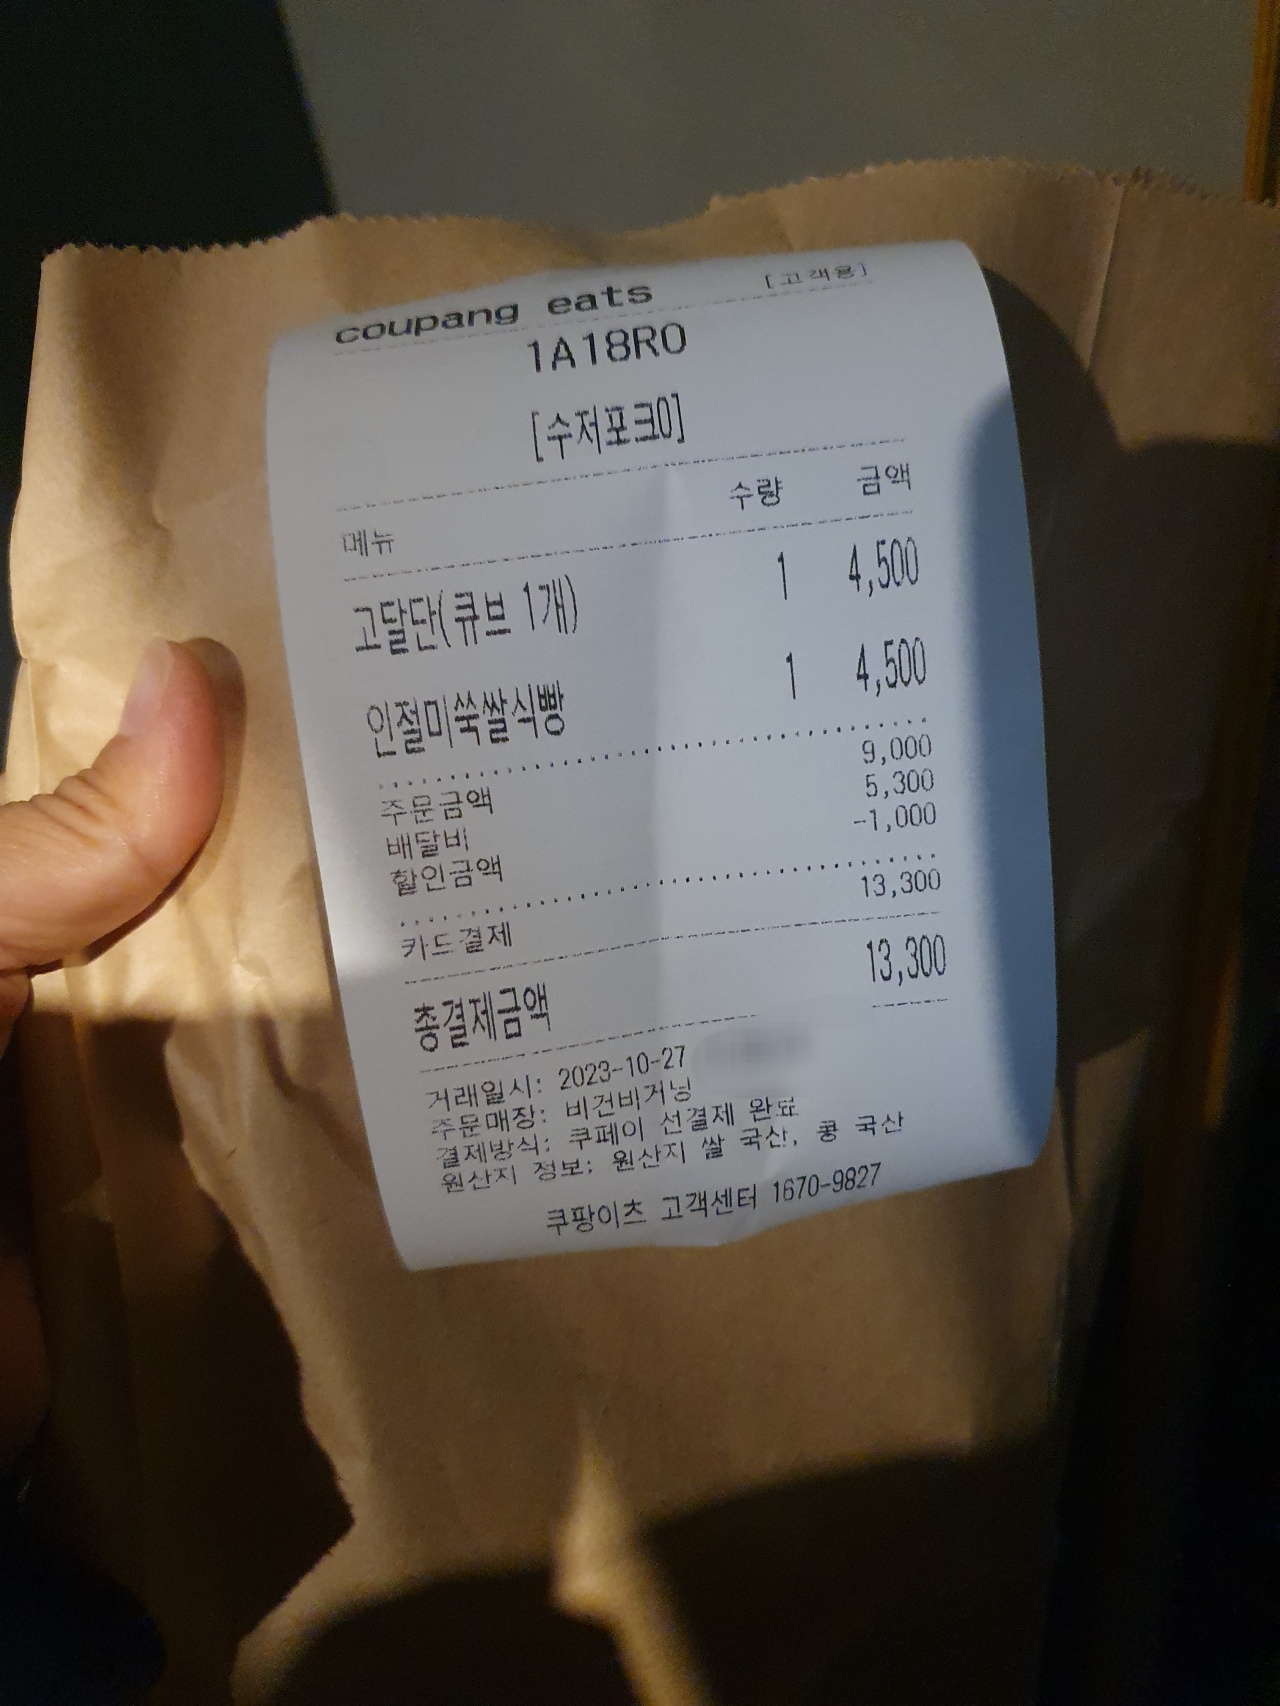 coupang eats [고객용]
1A18R0
[수저포크0]
메뉴 수량 금액
고달단(큐브 1개) 1 4,500
인절미쑥쌀식빵 1 4,500
주문금액 9,000
배달비 5,300
할인금액 -1,000
카드결제 13,300
총결제금액 13,300
거래일시: 2023-10-27
주문매장: 비건비거닝
결제방식: 쿠페이 선결제 완료
원산지 정보: 원산지 쌀 국산, 콩 국산
쿠팡이츠 고객센터 1670-9827